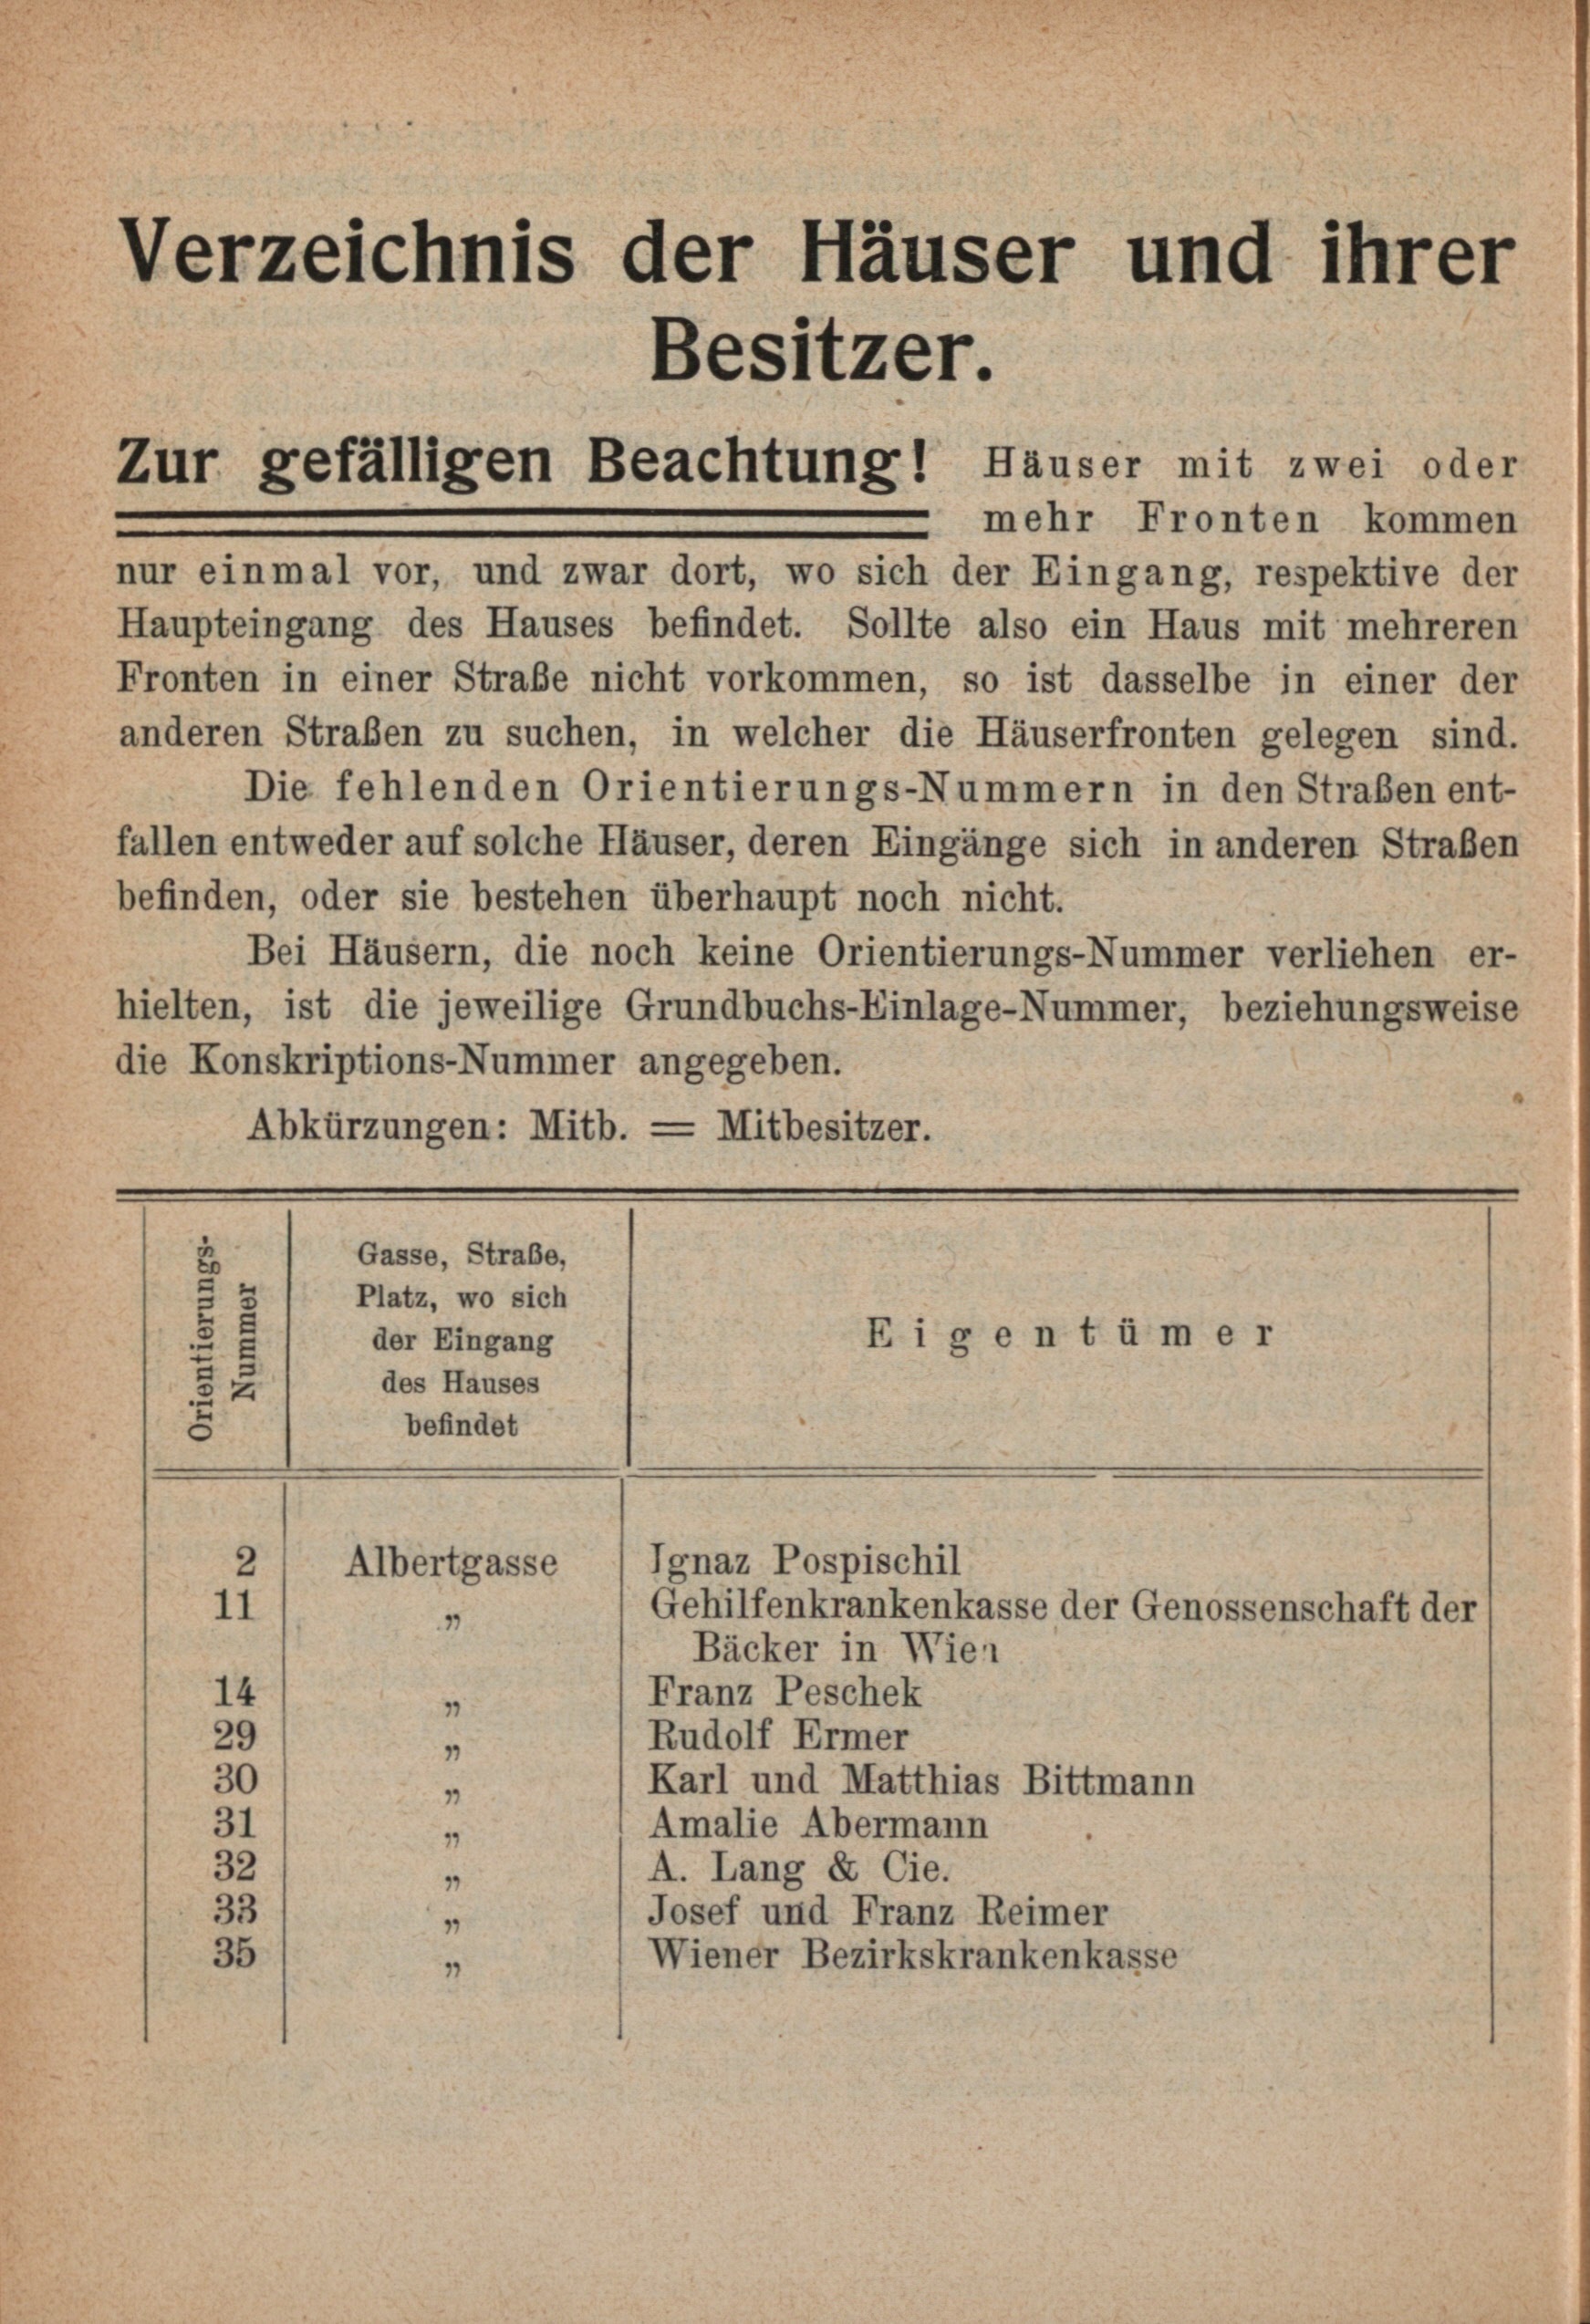 Verzeichnis der Häuser und ihrer
Besitzer.
Zur gefälligen Beachtung! Häuser mit zwei oder
mehr Fronten kommen
nur einmal vor, und zwar dort, wo sich der Eingang, respektive der
Haupteingang des Hauses befindet. Sollte also ein Haus mit mehreren
Fronten in einer Straße nicht vorkommen, so ist dasselbe in einer der
anderen Straßen zu suchen, in welcher die Häuserfronten gelegen sind.
Die fehlenden Orientierungs-Nummern in den Straßen ent-
fallen entweder auf solche Häuser, deren Eingänge sich in anderen Straßen
befinden, oder sie bestehen überhaupt noch nicht.
Bei Häusern, die noch keine Orientierungs-Nummer verliehen er-
hielten, ist die jeweilige Grundbuchs-Einlage-Nummer, beziehungsweise
die Konskriptions-Nummer angegeben.
Abkürzungen: Mitb. = Mitbesitzer.
Orientierungs-
Nummer
Gasse, Straße,
Platz, wo sich
der Eingang
des Hauses
befindet
Eigentümer
2 Albertgasse Ignaz Pospischil
11 „ Gehilfenkrankenkasse der Genossenschaft der
Bäcker in Wien
14 „ Franz Peschek
29 „ Rudolf Ermer
30 „ Karl und Matthias Bittmann
31 „ Amalie Abermann
32 „ A. Lang & Cie.
33 „ Josef und Franz Reimer
35 „ Wiener Bezirkskrankenkasse